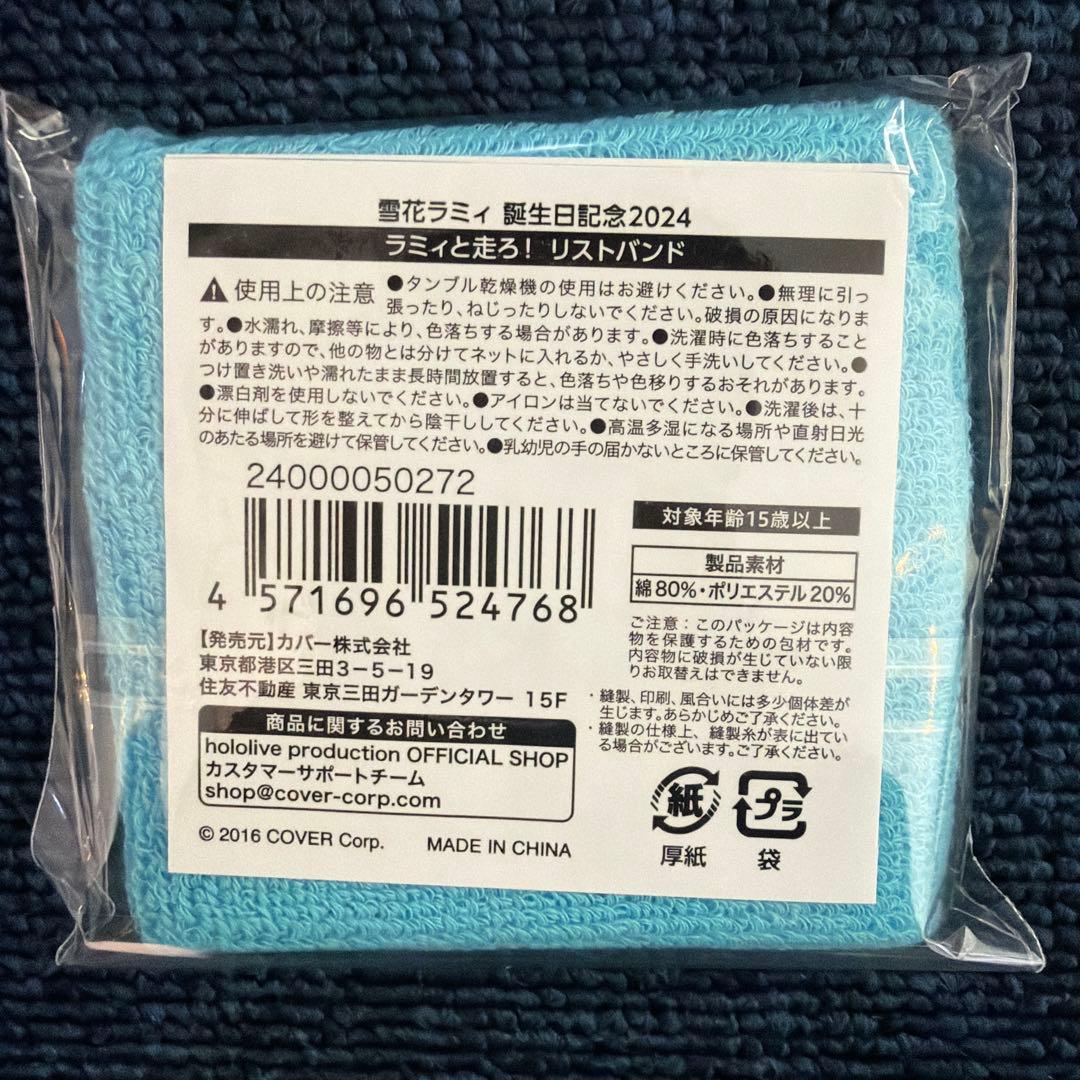 雪花ラミィ 誕生日記念2024
ラミィと走ろ! リストバンド
⚠使用上の注意 ●タンブル乾燥機の使用はお避けください。●無理に引っ
張ったり、ねじったりしないでください。破損の原因になりま
す。●水濡れ、摩擦等により、色落ちする場合があります。●洗濯時に色落ちすること
がありますので、他の物とは分けてネットに入れるか、やさしく手洗いしてください。●
つけ置き洗いや濡れたまま長時間放置すると、色落ちや色移りするおそれがあります。
●漂白剤を使用しないでください。●アイロンは当てないでください。●洗濯後は、十
分に伸ばして形を整えてから陰干ししてください。●高温多湿になる場所や直射日光
のあたる場所を避けて保管してください。●乳幼児の手の届かないところに保管してください。
24000050272
4 571696 524768
【発売元】カバー株式会社
東京都港区三田3-5-19
住友不動産 東京三田ガーデンタワー 15F
商品に関するお問い合わせ
hololive production OFFICIAL SHOP
カスタマーサポートチーム
shop@cover-corp.com
© 2016 COVER Corp. MADE IN CHINA
対象年齢15歳以上
製品素材
綿80%・ポリエステル20%
ご注意:このパッケージは内容
物を保護するための包材です。
内容物に破損が生じていない限
りお取替えはできません。
・縫製、印刷、風合いには多少個体差が
生じます。あらかじめご了承ください。
・縫製の仕様上、縫製糸が表に出てい
る場合がございます。ご了承ください。
紙 プラ
厚紙 袋